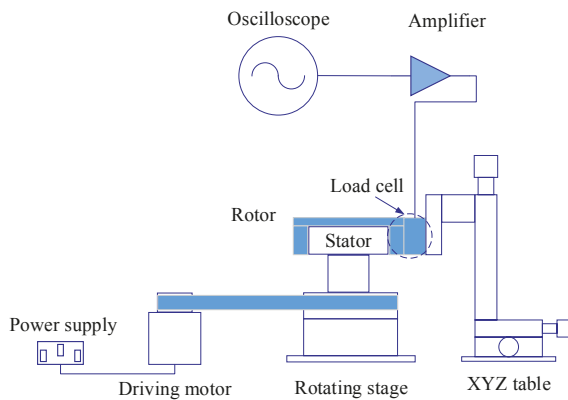 Oscilloscope
Amplifier
Load cell
Rotor
Stator
Power supply
Driving motor
Rotating stage
XYZ table